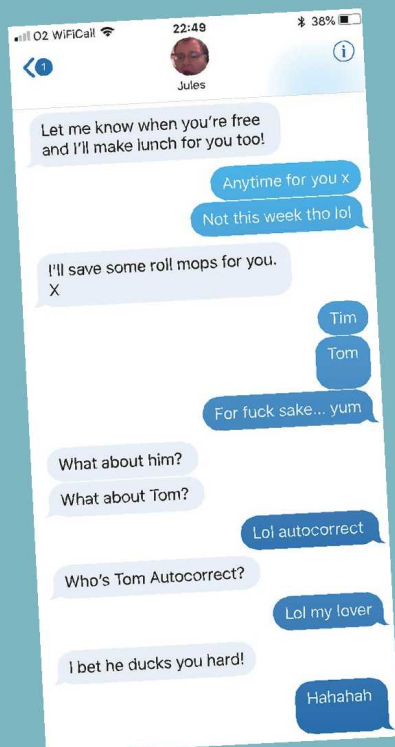 O2 WiFiCall 22:49 38%
1
i
Jules
Let me know when you're free
and I'll make lunch for you too!
Anytime for you x
Not this week tho lol
I'll save some roll mops for you.
X
Tim
Tom
For fuck sake... yum
What about him?
What about Tom?
Lol autocorrect
Who's Tom Autocorrect?
Lol my lover
I bet he ducks you hard!
Hahahah